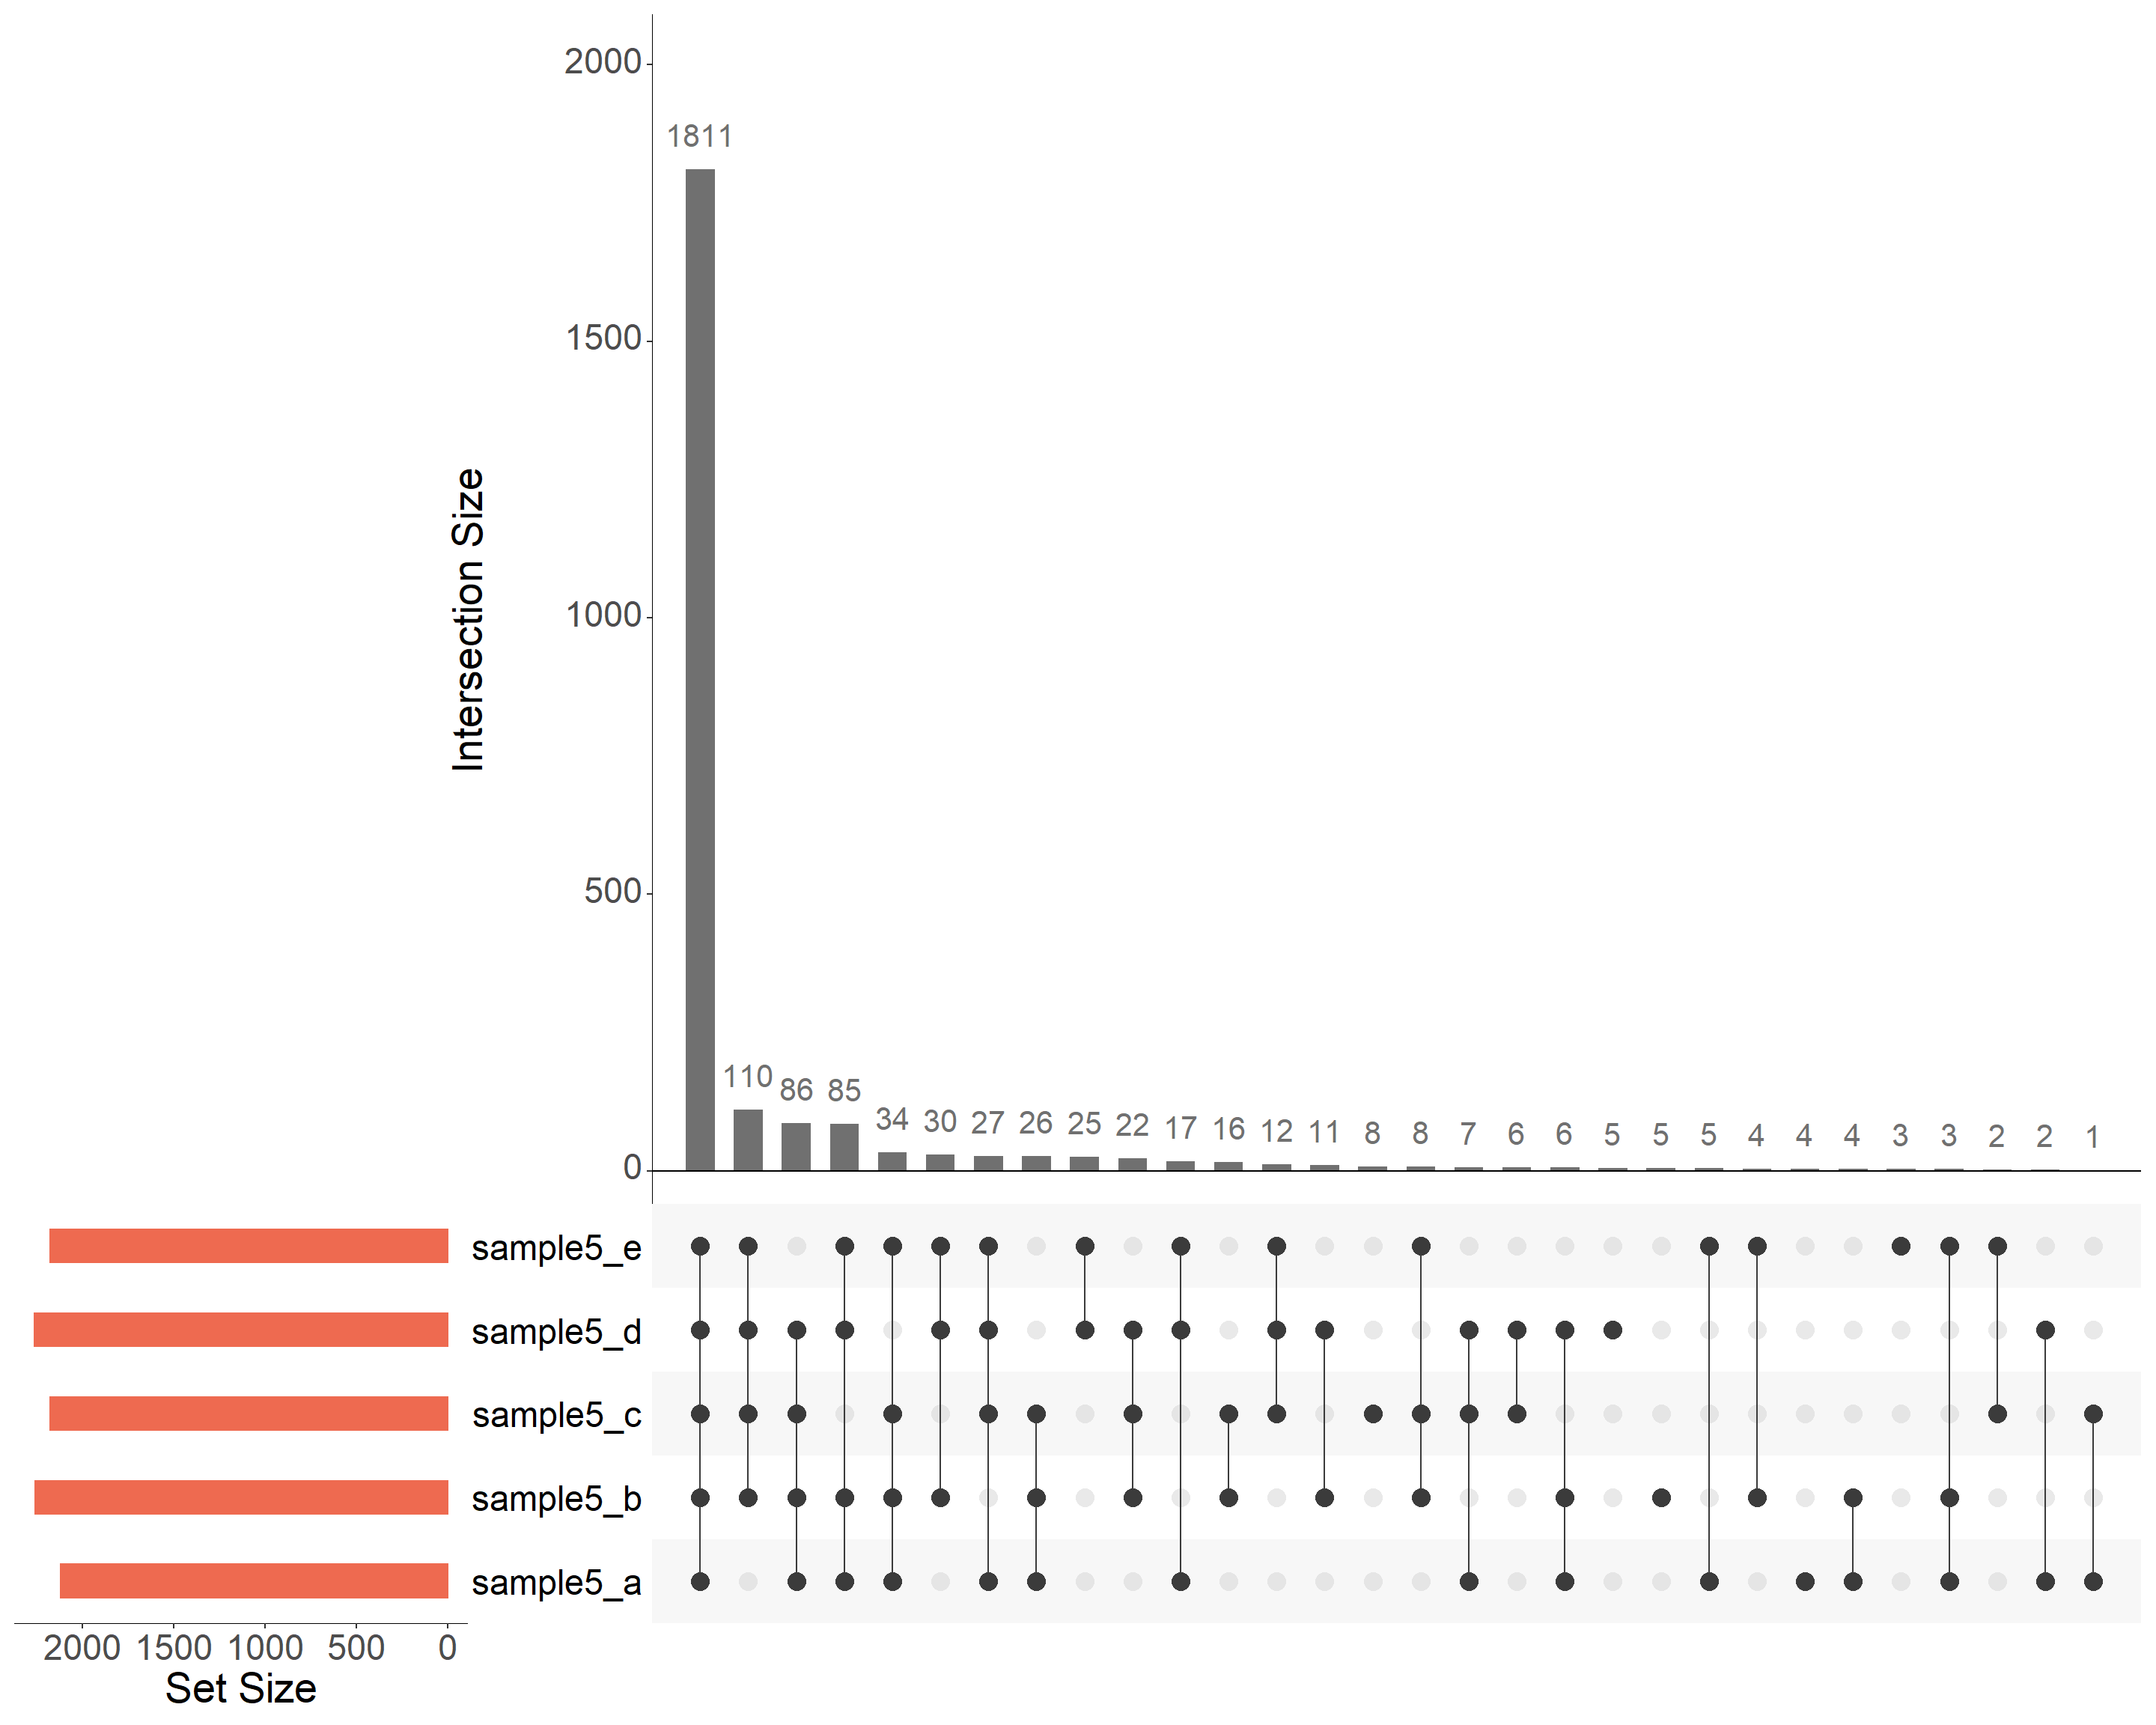 2000
1811
1500
1000
500
0
Intersection Size
110 86 85 34 30 27 26 25 22 17 16 12 11 8 8 7 6 6 5 5 5 4 4 4 3 3 2 2 1
sample5_e
sample5_d
sample5_c
sample5_b
sample5_a
2000 1500 1000 500 0
Set Size